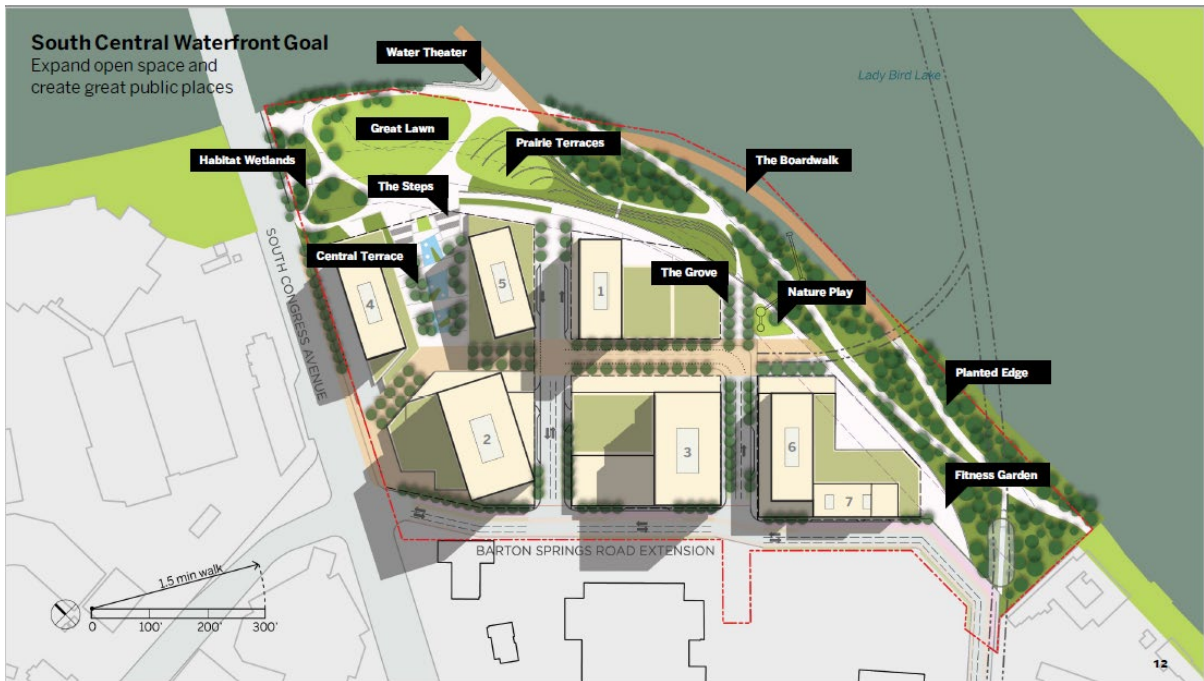 South Central Waterfront Goal
Expand open space and
create great public places
Water Theater
Lady Bird Lake
Great Lawn
Prairie Terraces
Habitat Wetlands
The Boardwalk
The Steps
SOUTH CONGRESS AVENUE
Central Terrace
The Grove
Nature Play
4
5
1
Planted Edge
2
3
6
7
Fitness Garden
BARTON SPRINGS ROAD EXTENSION
1.5 min walk
0 100' 200' 300'
12